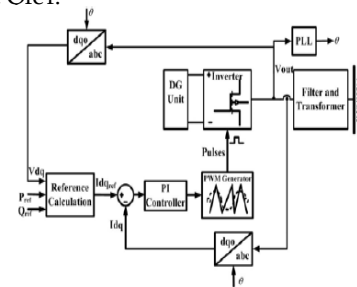 θ
dqo
abc
PLL
θ
Vout
DG
Unit
+Inverter
Filter and
Transformer
Pulses
PWM Generator
Vdq
Pref
Qref
Reference
Calculation
Idqref
+
-
PI
Controller
Idq
dqo
abc
θ